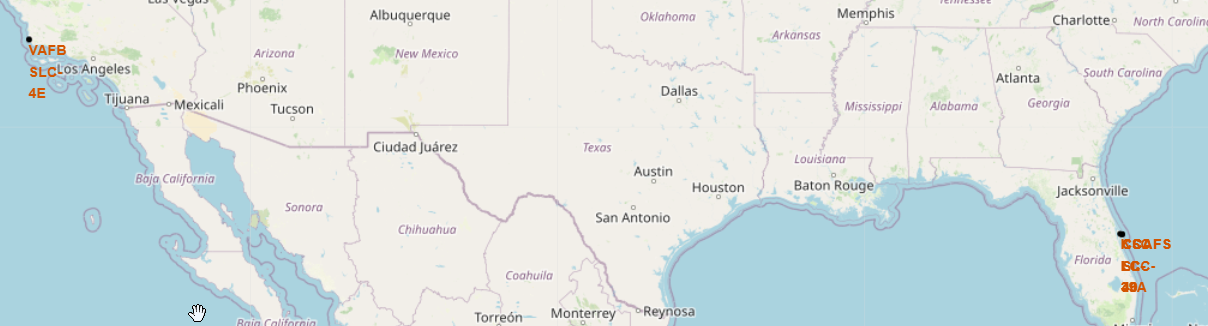 Las Vegas
Albuquerque
Oklahoma
Memphis
Tennessee
Charlotte
North Carolina
VAFB
SLC-
4E
Los Angeles
Arizona
New Mexico
Arkansas
Atlanta
South Carolina
Phoenix
Dallas
Tijuana
Mexicali
Tucson
Mississippi
Alabama
Georgia
Ciudad Juárez
Texas
Louisiana
Baja California
Austin
Houston
Baton Rouge
Jacksonville
Sonora
San Antonio
Chihuahua
Florida
Coahuila
Torreón
Monterrey
Reynosa
Baja California